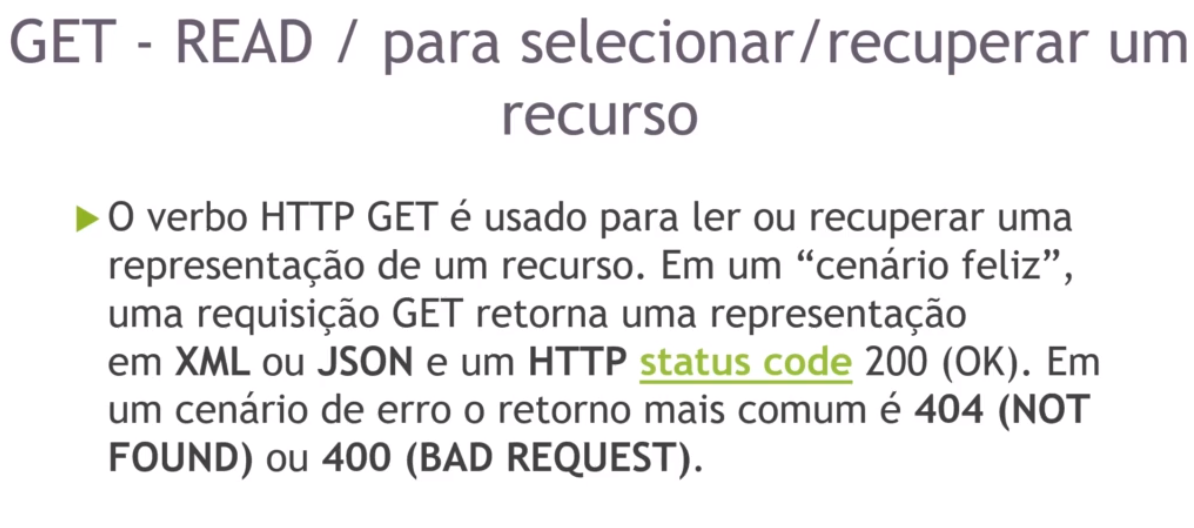 GET - READ / para selecionar/recuperar um
recurso
O verbo HTTP GET é usado para ler ou recuperar uma
representação de um recurso. Em um “cenário feliz”,
uma requisição GET retorna uma representação
em XML ou JSON e um HTTP status code 200 (OK). Em
um cenário de erro o retorno mais comum é 404 (NOT
FOUND) ou 400 (BAD REQUEST).